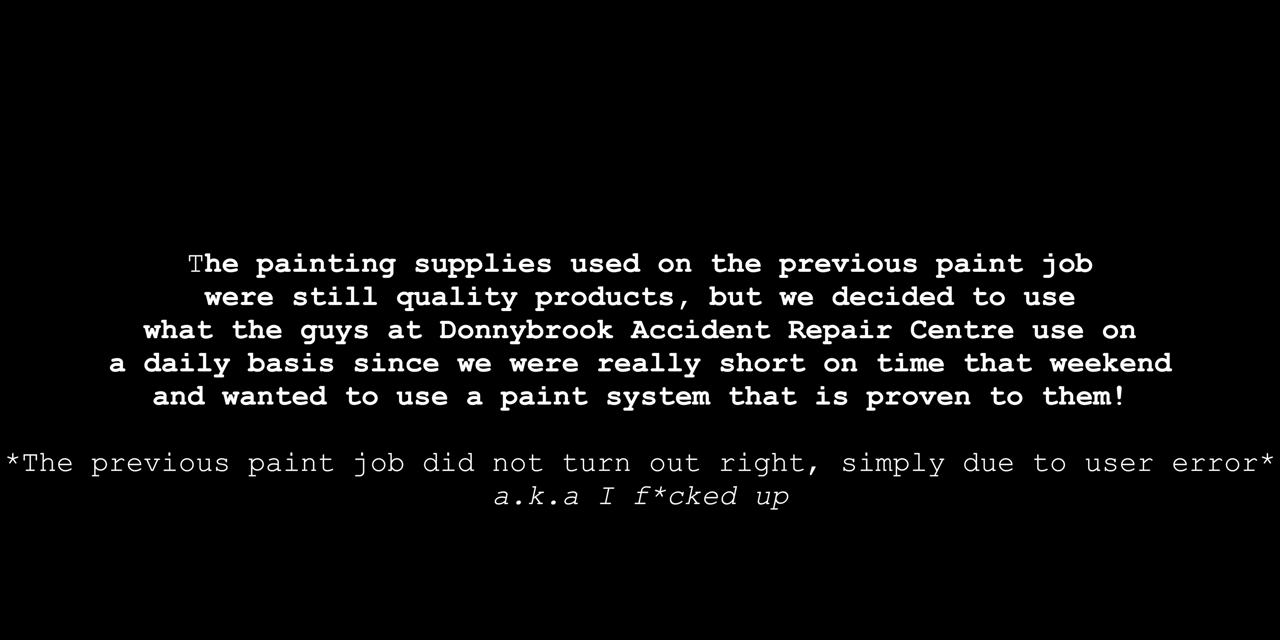 The painting supplies used on the previous paint job
were still quality products, but we decided to use
what the guys at Donnybrook Accident Repair Centre use on
a daily basis since we were really short on time that weekend
and wanted to use a paint system that is proven to them!
*The previous paint job did not turn out right, simply due to user error*
a.k.a I f*cked up